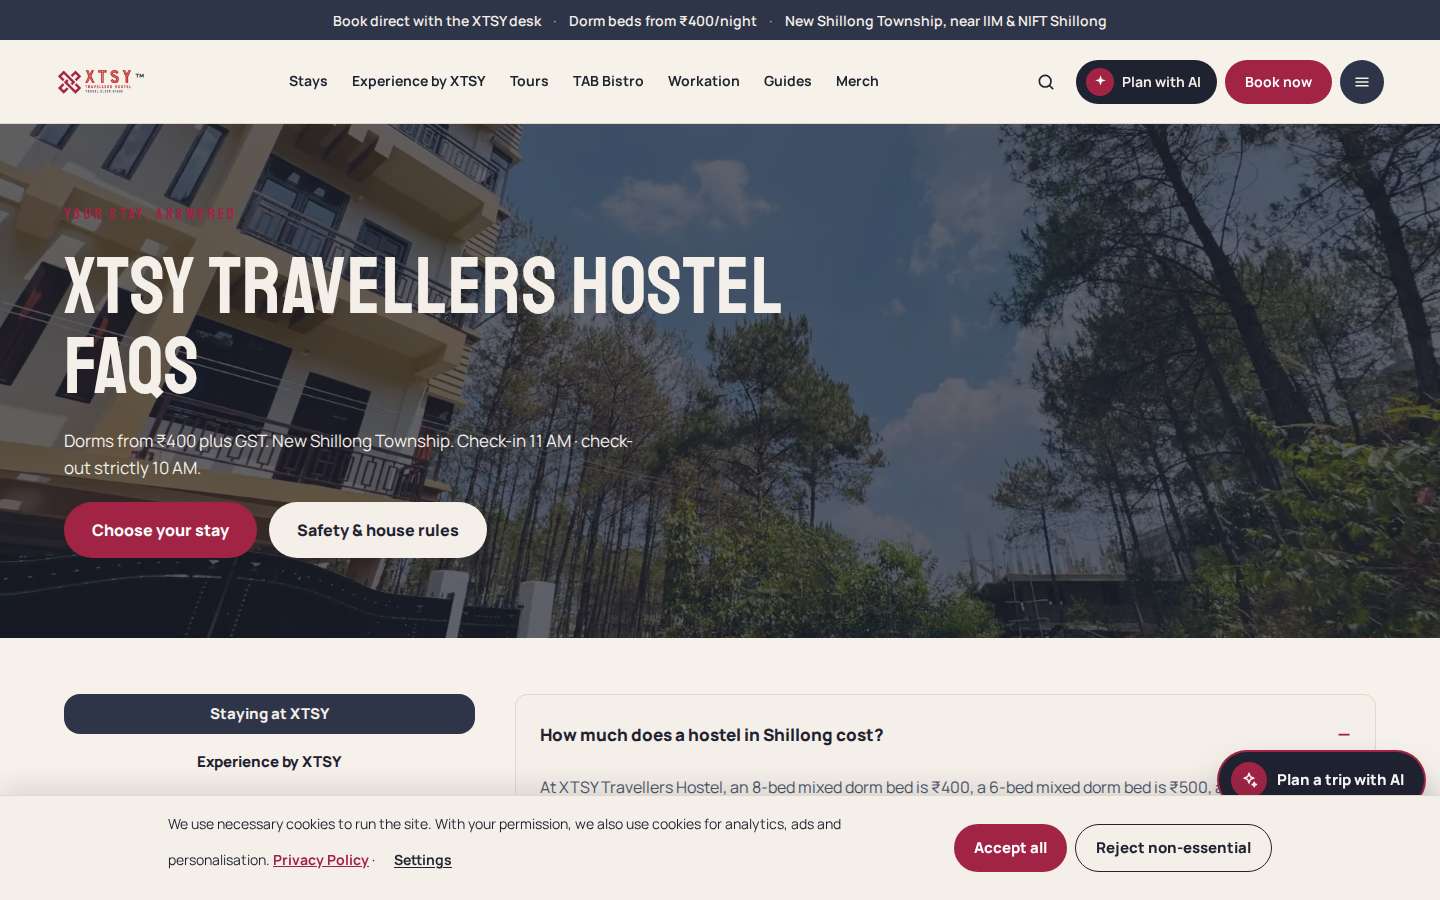 Book direct with the XTSY desk · Dorm beds from ₹400/night · New Shillong Township, near IIM & NIFT Shillong
XTSY™
TRAVELLERS HOSTEL
Stays Experience by XTSY Tours TAB Bistro Workation Guides Merch
Plan with AI
Book now
YOUR STAY, ANSWERED
XTSY TRAVELLERS HOSTEL
FAQS
Dorms from ₹400 plus GST. New Shillong Township. Check-in 11 AM · check-
out strictly 10 AM.
Choose your stay
Safety & house rules
Staying at XTSY
Experience by XTSY
How much does a hostel in Shillong cost?
At XTSY Travellers Hostel, an 8-bed mixed dorm bed is ₹400, a 6-bed mixed dorm bed is ₹500,
Plan a trip with AI
We use necessary cookies to run the site. With your permission, we also use cookies for analytics, ads and
personalisation. Privacy Policy · Settings
Accept all
Reject non-essential